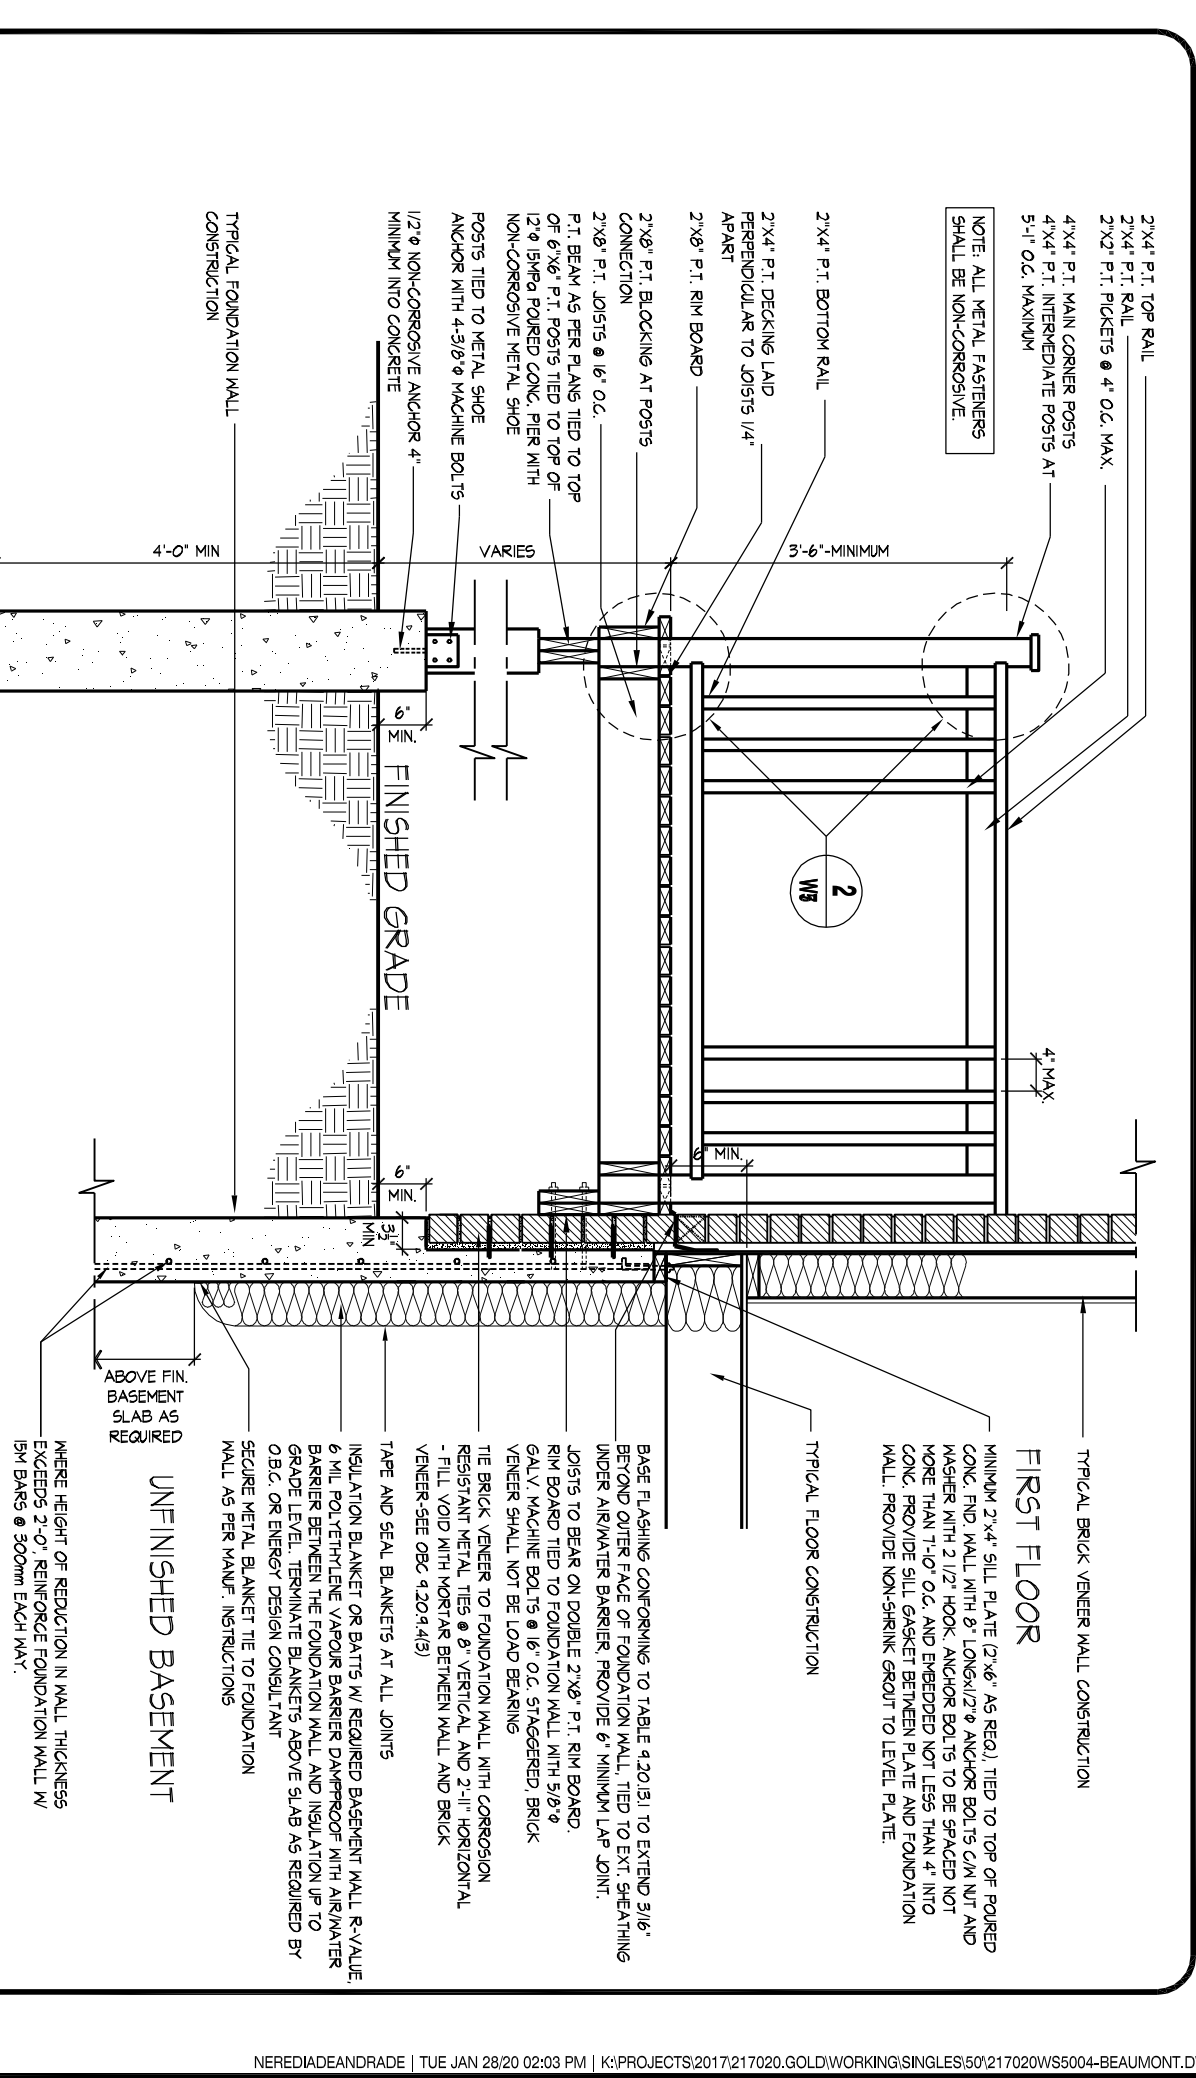 2"X4" P.T. TOP RAIL
2"X4" P.T. RAIL
2"X2" P.T. PICKETS @ 4" O.C. MAX.
4"X4" P.T. MAIN CORNER POSTS
4"X4" P.T. INTERMEDIATE POSTS AT
5'-1" O.C. MAXIMUM
NOTE: ALL METAL FASTENERS
SHALL BE NON-CORROSIVE.
2"X4" P.T. BOTTOM RAIL
2"X4" P.T. DECKING LAID
PERPENDICULAR TO JOISTS 1/4"
APART
2"X8" P.T. RIM BOARD
2"X8" P.T. BLOCKING AT POSTS
CONNECTION
2"X8" P.T. JOISTS @ 16" O.C.
P.T. BEAM AS PER PLANS TIED TO TOP
OF 6"X6" P.T. POSTS TIED TO TOP OF
12"Φ 15MPa POURED CONC. PIER WITH
NON-CORROSIVE METAL SHOE
POSTS TIED TO METAL SHOE
ANCHOR WITH 4-3/8"Φ MACHINE BOLTS
1/2"Φ NON-CORROSIVE ANCHOR 4"
MINIMUM INTO CONCRETE
TYPICAL FOUNDATION WALL
CONSTRUCTION
3'-6"-MINIMUM
VARIES
4'-0" MIN
2
W3
4" MAX.
6" MIN.
6"
MIN.
FINISHED GRADE
6"
MIN.
3 1/2"
MIN
TYPICAL BRICK VENEER WALL CONSTRUCTION
FIRST FLOOR
MINIMUM 2"x4" SILL PLATE (2"x6" AS REQ.) TIED TO TOP OF POURED
CONC. FND. WALL WITH 8" LONGx1/2"Φ ANCHOR BOLTS C/W NUT AND
WASHER WITH 2 1/2" HOOK. ANCHOR BOLTS TO BE SPACED NOT
MORE THAN 7'-10" O.C. AND EMBEDDED NOT LESS THAN 4" INTO
CONC. PROVIDE SILL GASKET BETWEEN PLATE AND FOUNDATION
WALL. PROVIDE NON-SHRINK GROUT TO LEVEL PLATE.
TYPICAL FLOOR CONSTRUCTION
BASE FLASHING CONFORMING TO TABLE 9.20.13.1 TO EXTEND 3/16"
BEYOND OUTER FACE OF FOUNDATION WALL, TIED TO EXT. SHEATHING
UNDER AIR/WATER BARRIER, PROVIDE 6" MINIMUM LAP JOINT.
JOISTS TO BEAR ON DOUBLE 2"X8" P.T. RIM BOARD.
RIM BOARD TIED TO FOUNDATION WALL WITH 5/8"Φ
GALV. MACHINE BOLTS @ 16" O.C. STAGGERED, BRICK
VENEER SHALL NOT BE LOAD BEARING
TIE BRICK VENEER TO FOUNDATION WALL WITH CORROSION
RESISTANT METAL TIES @ 8" VERTICAL AND 2'-11" HORIZONTAL
- FILL VOID WITH MORTAR BETWEEN WALL AND BRICK
VENEER-SEE OBC 9.20.9.4(3)
TAPE AND SEAL BLANKETS AT ALL JOINTS
INSULATION BLANKET OR BATTS W/ REQUIRED BASEMENT WALL R-VALUE,
6 MIL POLYETHYLENE VAPOUR BARRIER DAMPPROOF WITH AIR/WATER
BARRIER BETWEEN THE FOUNDATION WALL AND INSULATION UP TO
GRADE LEVEL. TERMINATE BLANKETS ABOVE SLAB AS REQUIRED BY
O.B.C. OR ENERGY DESIGN CONSULTANT
SECURE METAL BLANKET TIE TO FOUNDATION
WALL AS PER MANUF. INSTRUCTIONS
ABOVE FIN.
BASEMENT
SLAB AS
REQUIRED
UNFINISHED BASEMENT
WHERE HEIGHT OF REDUCTION IN WALL THICKNESS
EXCEEDS 2'-0", REINFORCE FOUNDATION WALL W/
15M BARS @ 300mm EACH WAY.
NEREDIADEANDRADE | TUE JAN 28/20 02:03 PM | K:\PROJECTS\2017\217020.GOLD\WORKING\SINGLES\50'\217020WS5004-BEAUMONT.D